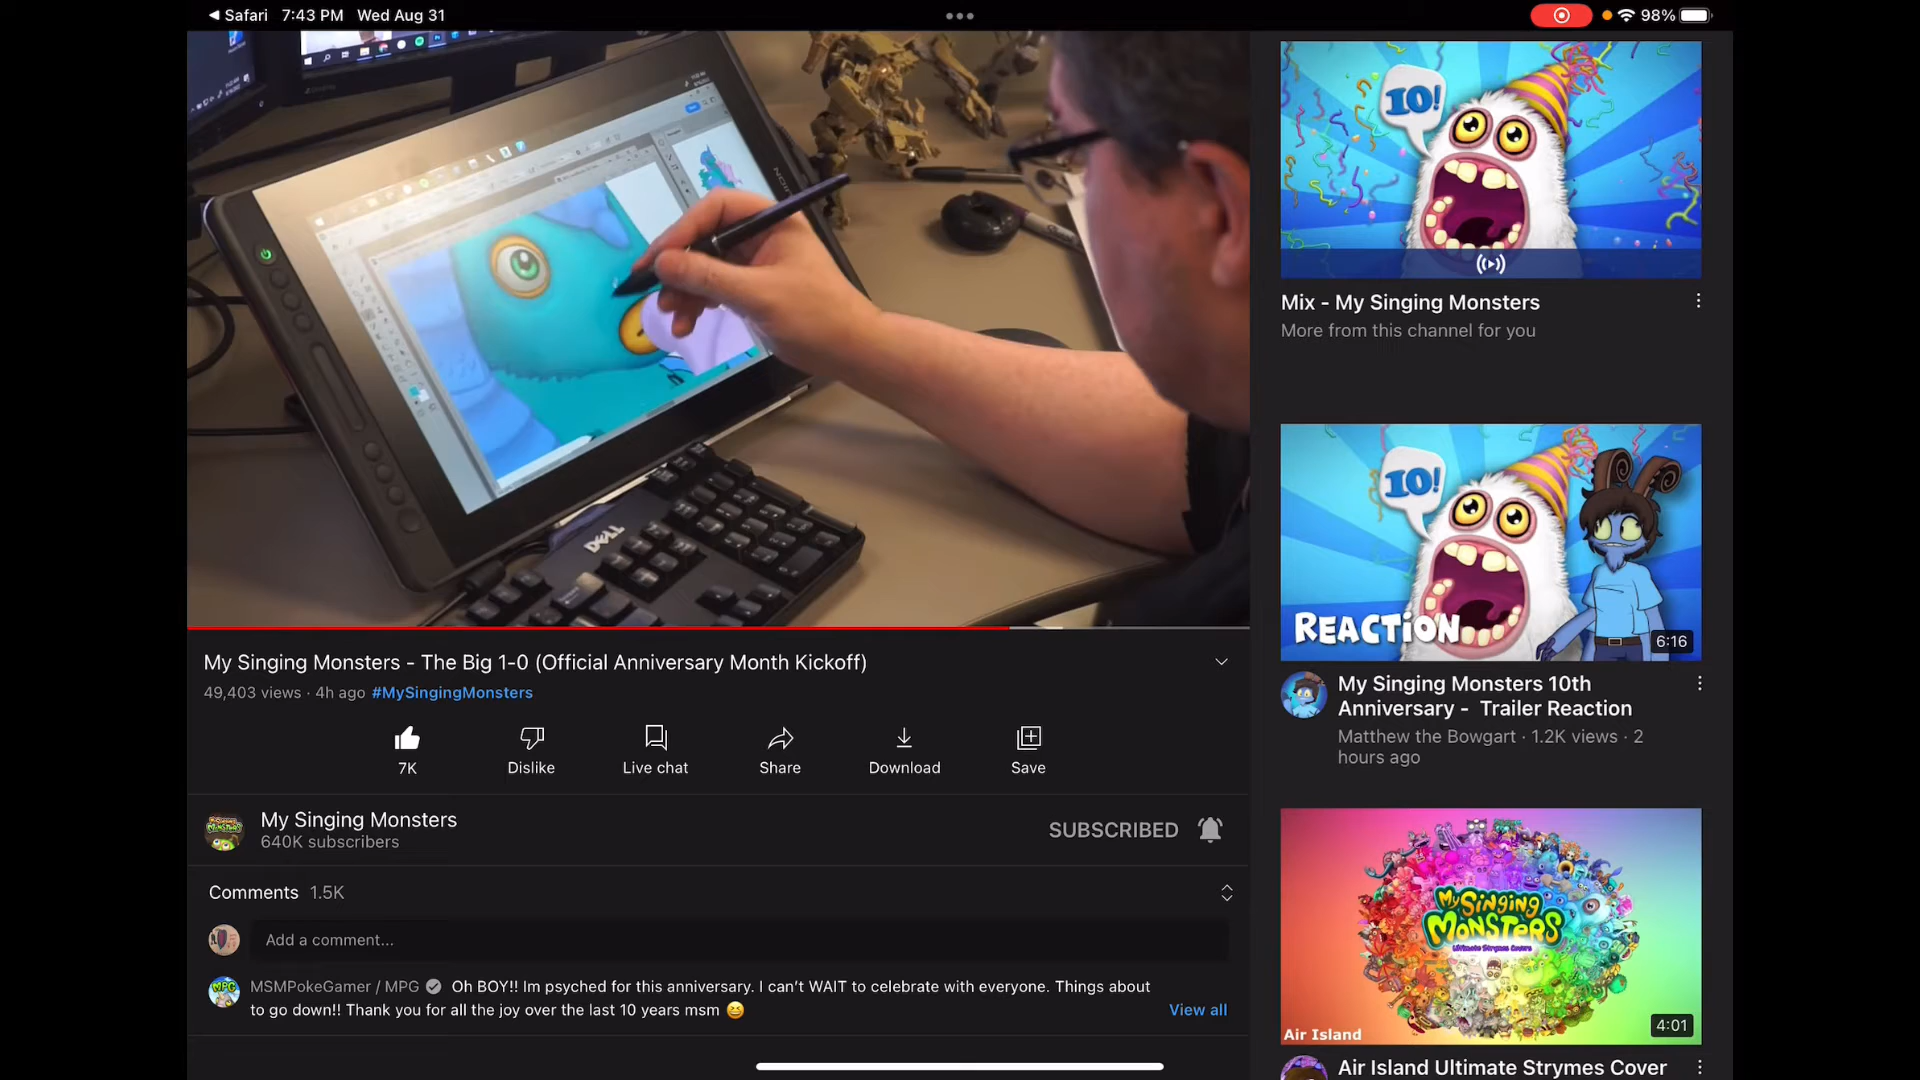 Safari 7:43 PM Wed Aug 31
98%
DELL
My Singing Monsters - The Big 1-0 (Official Anniversary Month Kickoff)
49,403 views · 4h ago #MySingingMonsters
7K
Dislike
Live chat
Share
Download
Save
My Singing Monsters
640K subscribers
SUBSCRIBED
Comments 1.5K
Add a comment...
MPG
MSMPokeGamer / MPG Oh BOY!! Im psyched for this anniversary. I can't WAIT to celebrate with everyone. Things about
to go down!! Thank you for all the joy over the last 10 years msm 😆
View all
10!
Mix - My Singing Monsters
More from this channel for you
10!
REACTION
6:16
My Singing Monsters 10th
Anniversary - Trailer Reaction
Matthew the Bowgart · 1.2K views · 2
hours ago
My Singing
Monsters
Ultimate Strymes Covers
Air Island
4:01
Air Island Ultimate Strymes Cover